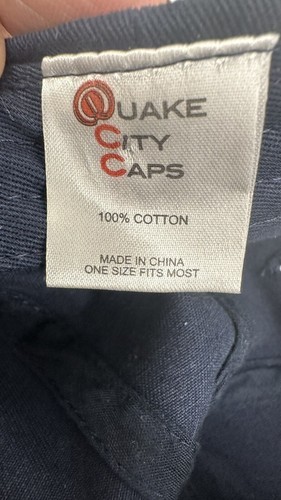 QUAKE
CITY
CAPS
100% COTTON
MADE IN CHINA
ONE SIZE FITS MOST